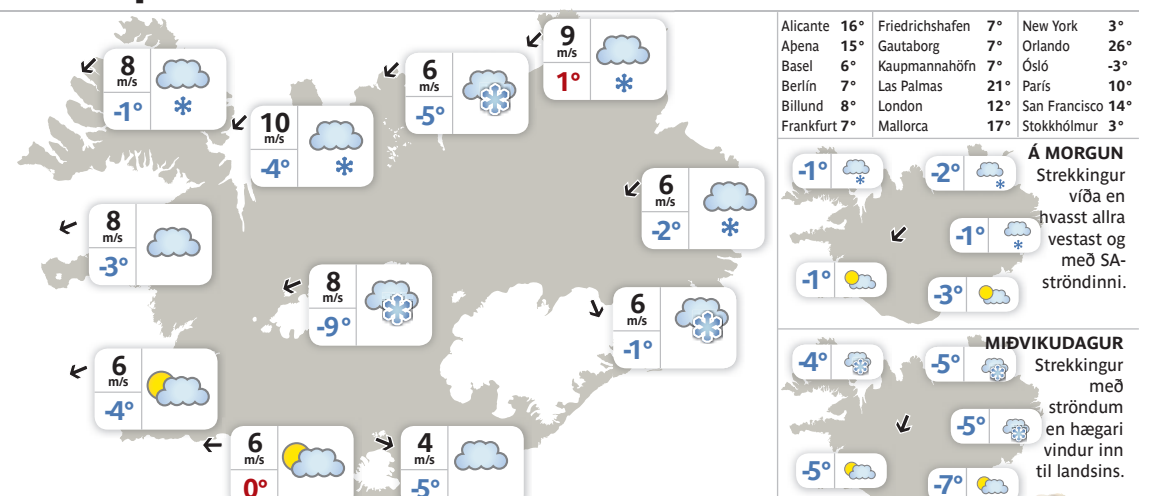 8
m/s
-1°
10
m/s
-4°
6
m/s
-5°
9
m/s
1°
8
m/s
-3°
6
m/s
-2°
8
m/s
-9°
6
m/s
-1°
6
m/s
-4°
6
m/s
0°
4
m/s
-5°
Alicante 16° Friedrichshafen 7° New York 3°
Aþena 15° Gautaborg 7° Orlando 26°
Basel 6° Kaupmannahöfn 7° Ósló -3°
Berlín 7° Las Palmas 21° París 10°
Billund 8° London 12° San Francisco 14°
Frankfurt 7° Mallorca 17° Stokkhólmur 3°
Á MORGUN
Strekkingur
víða en
hvasst allra
vestast og
með SA-
ströndinni.
-1°
-2°
-1°
-1°
-3°
MIÐVIKUDAGUR
Strekkingur
með
ströndum
en hægari
vindur inn
til landsins.
-4°
-5°
-5°
-5°
-7°